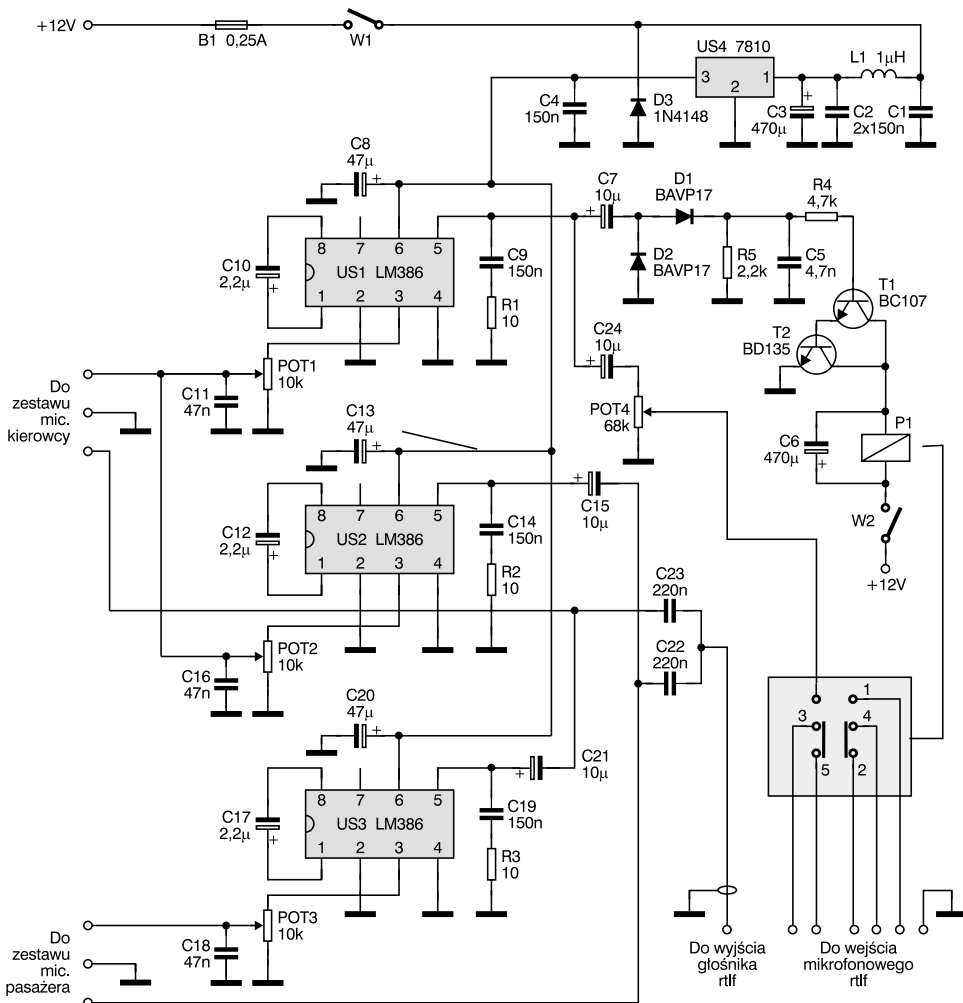 +12V
B1 0,25A
W1
US4 7810
3
1
2
L1 1µH
C4
150n
D3
1N4148
C3
470µ
+
C2
2x150n
C1
C8
47µ
+
8 7 6 5
US1 LM386
1 2 3 4
C10
2,2µ
+
C9
150n
R1
10
C7
10µ
+
D1
BAVP17
D2
BAVP17
R5
2,2k
C5
4,7n
R4
4,7k
T1
BC107
T2
BD135
C24
10µ
+
POT4
68k
P1
C6
470µ
+
W2
+12V
Do
zestawu
mic.
kierowcy
C11
47n
POT1
10k
C13
47µ
+
8 7 6 5
US2 LM386
1 2 3 4
C12
2,2µ
+
C14
150n
R2
10
C15
10µ
+
C23
220n
C22
220n
C16
47n
POT2
10k
C20
47µ
+
8 7 6 5
US3 LM386
1 2 3 4
C17
2,2µ
+
C19
150n
R3
10
C21
10µ
+
1
3
4
5
2
Do
zestawu
mic.
pasażera
C18
47n
POT3
10k
Do wyjścia
głośnika
rtlf
Do wejścia
mikrofonowego
rtlf